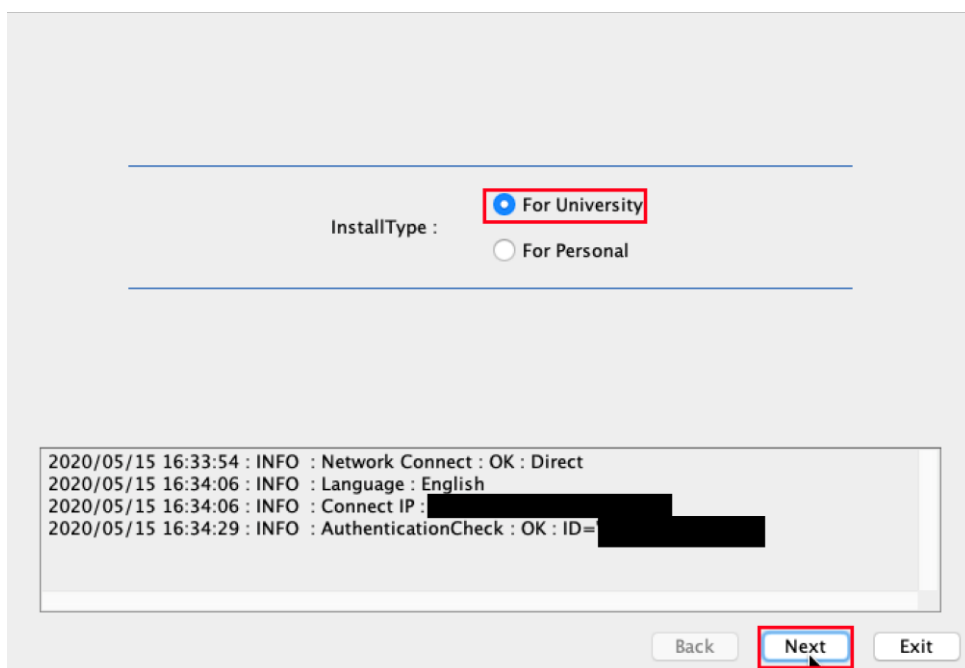 For University
InstallType :
For Personal
2020/05/15 16:33:54 : INFO : Network Connect : OK : Direct
2020/05/15 16:34:06 : INFO : Language : English
2020/05/15 16:34:06 : INFO : Connect IP :
2020/05/15 16:34:29 : INFO : AuthenticationCheck : OK : ID="
Back Next Exit